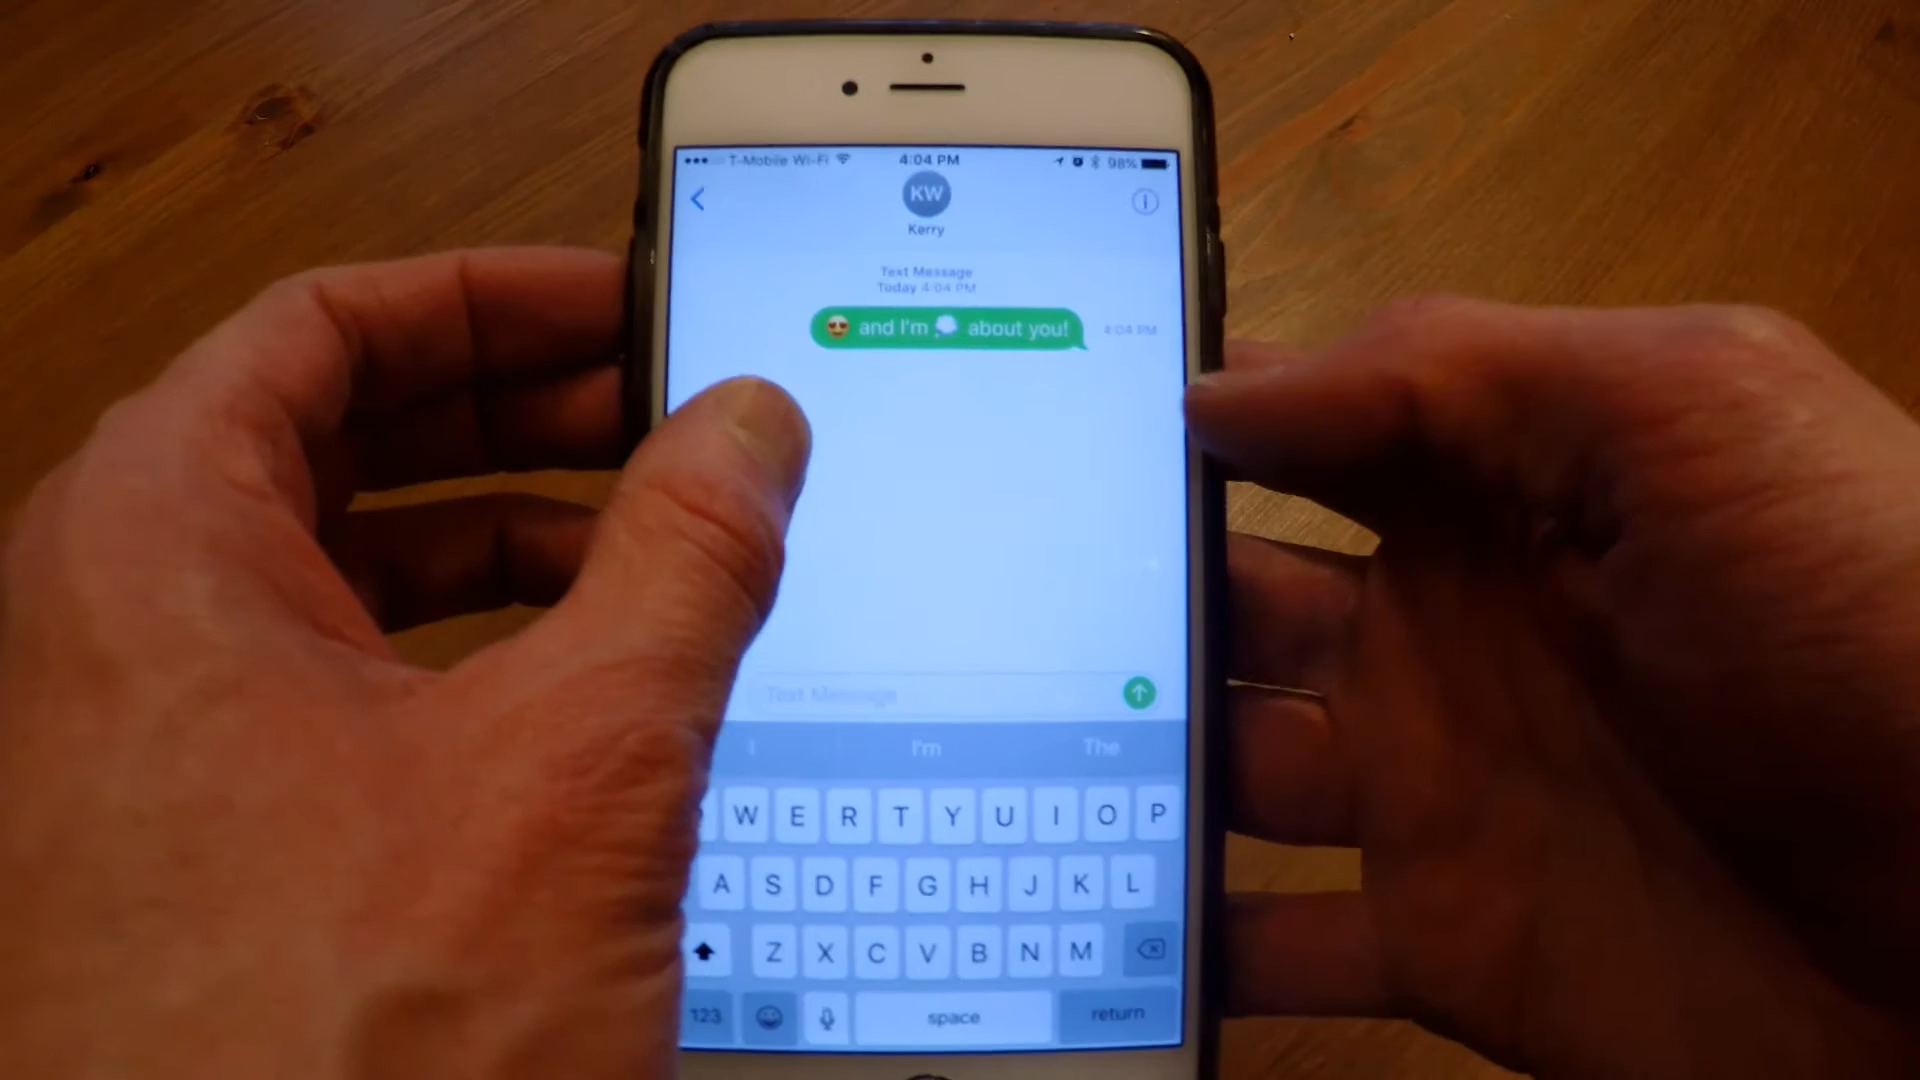 T-Mobile Wi-Fi 4:04 PM 98%
KW
Kerry
Text Message
Today 4:04 PM
😍 and I'm 💭 about you! 4:04 PM
Text Message
I I'm The
W E R T Y U I O P
A S D F G H J K L
Z X C V B N M
123 space return